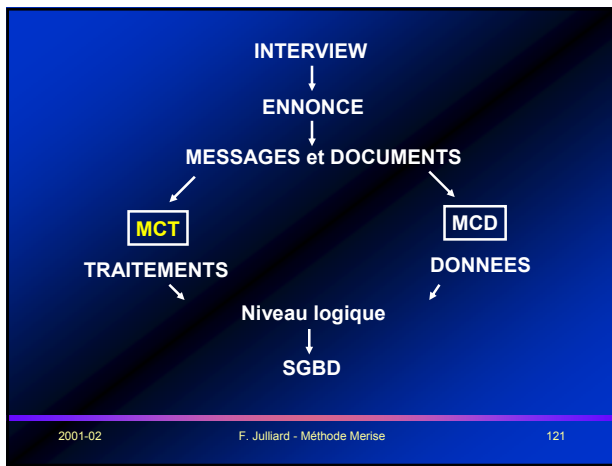 INTERVIEW
ENNONCE
MESSAGES et DOCUMENTS
MCT
MCD
TRAITEMENTS
DONNEES
Niveau logique
SGBD
2001-02
F. Julliard - Méthode Merise
121